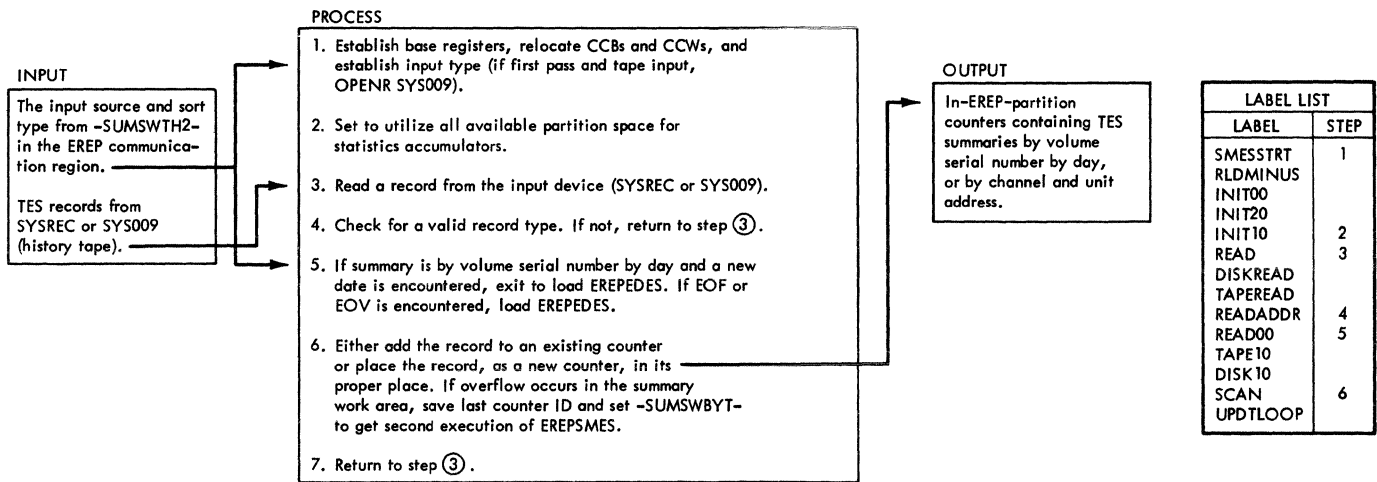 INPUT
The input source and sort
type from –SUMSWTH2–
in the EREP communica-
tion region.
TES records from
SYSREC or SYS009
(history tape).
PROCESS
1. Establish base registers, relocate CCBs and CCWs, and
establish input type (if first pass and tape input,
OPENR SYS009).
2. Set to utilize all available partition space for
statistics accumulators.
3. Read a record from the input device (SYSREC or SYS009).
4. Check for a valid record type. If not, return to step ③.
5. If summary is by volume serial number by day and a new
date is encountered, exit to load EREPEDES. If EOF or
EOV is encountered, load EREPEDES.
6. Either add the record to an existing counter
or place the record, as a new counter, in its
proper place. If overflow occurs in the summary
work area, save last counter ID and set –SUMSWBYT–
to get second execution of EREPSMES.
7. Return to step ③.
OUTPUT
In-EREP-partition
counters containing TES
summaries by volume
serial number by day,
or by channel and unit
address.
LABEL LIST
LABEL STEP
SMESSTRT 1
RLDMINUS
INIT00
INIT20
INIT10 2
READ 3
DISKREAD
TAPEREAD
READADDR 4
READ00 5
TAPE10
DISK10
SCAN 6
UPDTLOOP